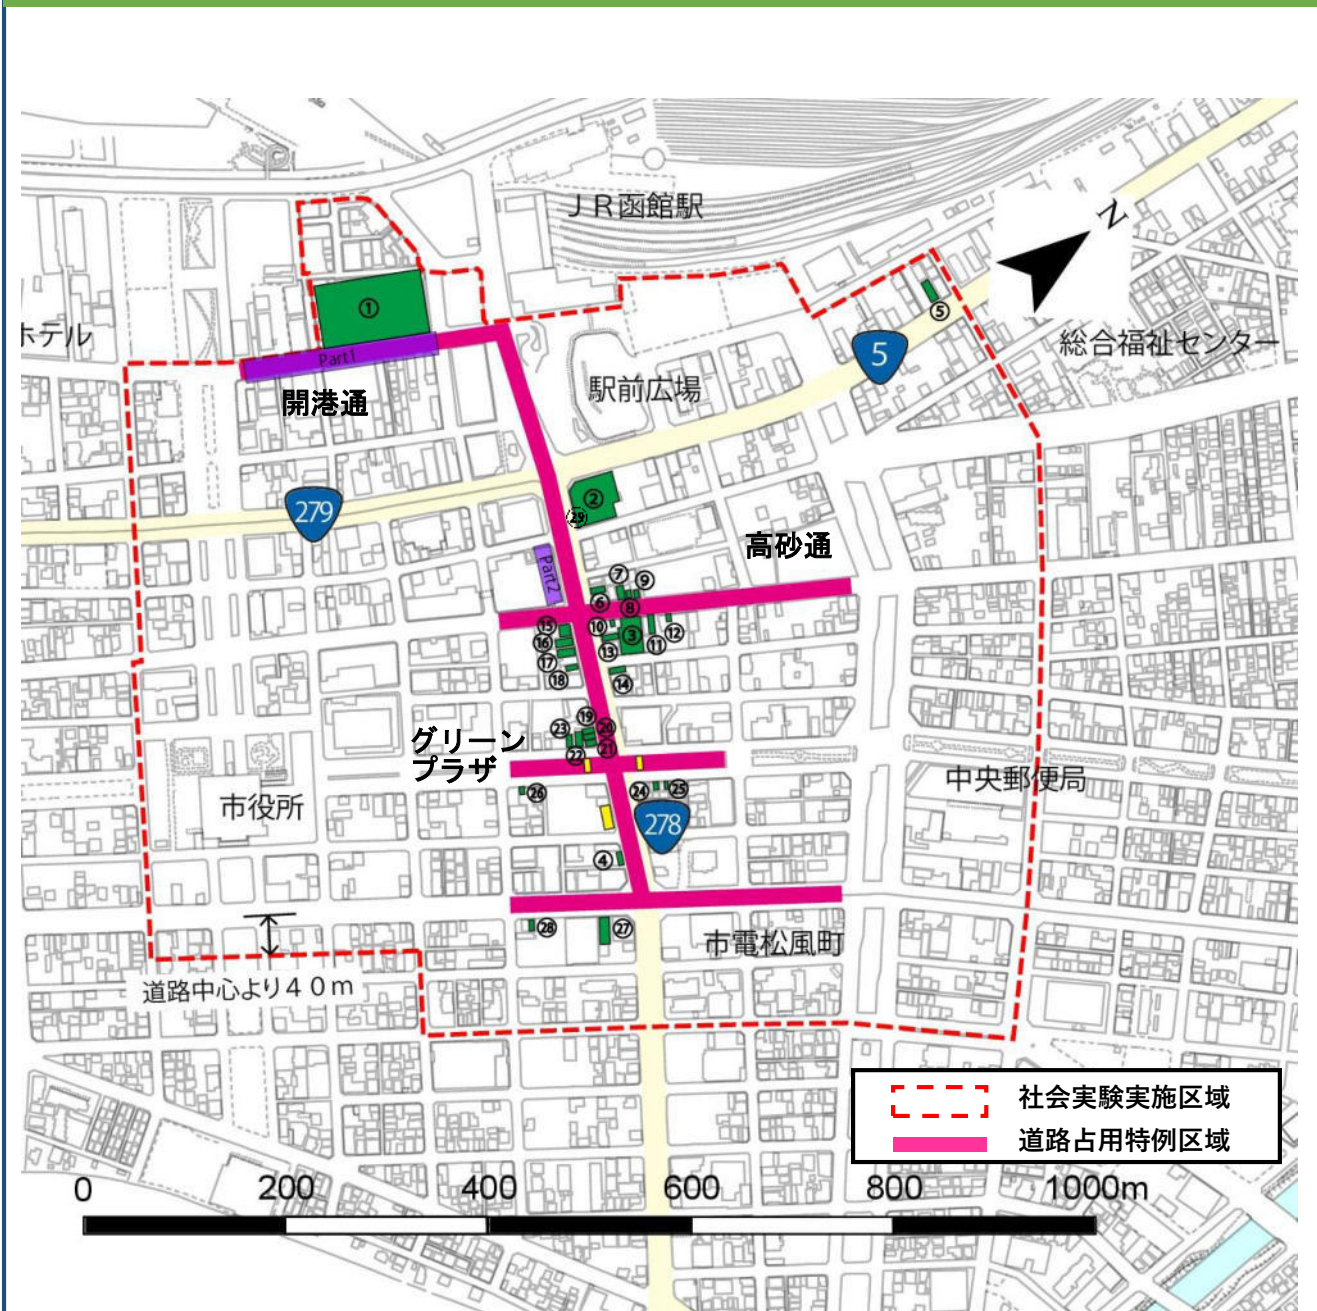 JR函館駅
N
①
⑤
ホテル
総合福祉センター
5
Part1
駅前広場
開港通
279
②
㉙
高砂通
Part2
⑦
⑨
⑥
⑧
⑮
⑩
③
⑫
⑯
⑬
⑪
⑰
⑱
⑭
⑲
㉓
⑳
㉑
㉒
グリーン
プラザ
中央郵便局
㉖
㉔
㉕
市役所
278
④
㉘
㉗
市電松風町
道路中心より40m
社会実験実施区域
道路占用特例区域
0 200 400 600 800 1000m